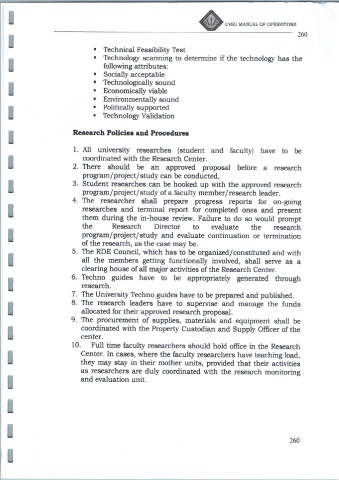 CvSU MANUAL OF OPERATIONS
260
• Technical Feasibility Test
• Technology scanning to determine if the technology has the
following attributes:
• Socially acceptable
• Technologically sound
• Economically viable
• Environmentally sound
• Politically supported
• Technology Validation
Research Policies and Procedures
1. All university researches (student and faculty) have to be
coordinated with the Research Center.
2. There should be an approved proposal before a research
program/project/study can be conducted,
3. Student researches can be hooked up with the approved research
program/project/study of a faculty member/research leader.
4. The researcher shall prepare progress reports for on-going
researches and terminal report for completed ones and present
them during the in-house review. Failure to do so would prompt
the Research Director to evaluate the research
program/project/study and evaluate continuation or termination
of the research, as the case may be.
5. The RDE Council, which has to be organized/constituted and with
all the members getting functionally involved, shall serve as a
clearing house of all major activities of the Research Center.
6. Techno guides have to be appropriately generated through
research.
7. The University Techno guides have to be prepared and published.
8. The research leaders have to supervise and manage the funds
allocated for their approved research proposal.
9. The procurement of supplies, materials and equipment shall be
coordinated with the Property Custodian and Supply Officer of the
center.
10. Full time faculty researchers should hold office in the Research
Center. In cases, where the faculty researchers have teaching load,
they may stay in their mother units, provided that their activities
as researchers are duly coordinated with the research monitoring
and evaluation unit.
260